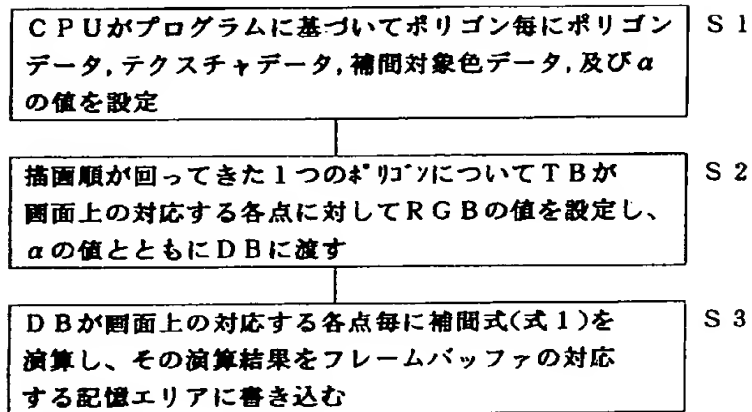 CPUがプログラムに基づいてポリゴン毎にポリゴン S1
データ,テクスチャデータ,補間対象色データ,及びα
の値を設定
描画順が回ってきた1つのポリゴンについてTBが S2
画面上の対応する各点に対してRGBの値を設定し、
αの値とともにDBに渡す
DBが画面上の対応する各点毎に補間式(式1)を S3
演算し、その演算結果をフレームバッファの対応
する記憶エリアに書き込む